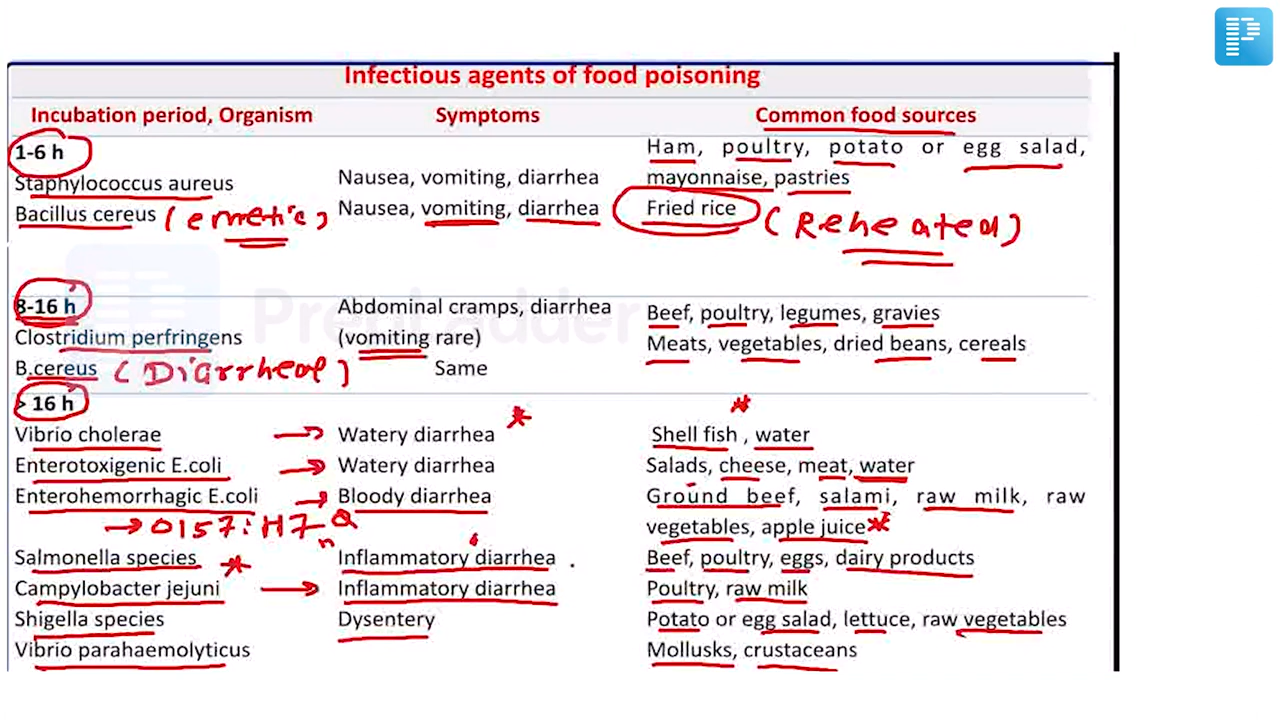 Infectious agents of food poisoning
Incubation period, Organism Symptoms Common food sources
1-6 h
Ham, poultry, potato or egg salad,
Staphylococcus aureus Nausea, vomiting, diarrhea mayonnaise, pastries
Bacillus cereus (emetic) Nausea, vomiting, diarrhea Fried rice (Reheated)
8-16 h Abdominal cramps, diarrhea Beef, poultry, legumes, gravies
Clostridium perfringens (vomiting rare) Meats, vegetables, dried beans, cereals
B.cereus (Diarrheal) Same
> 16 h
Vibrio cholerae Watery diarrhea Shell fish , water
Enterotoxigenic E.coli Watery diarrhea Salads, cheese, meat, water
Enterohemorrhagic E.coli Bloody diarrhea Ground beef, salami, raw milk, raw
O157:H7 vegetables, apple juice
Salmonella species Inflammatory diarrhea Beef, poultry, eggs, dairy products
Campylobacter jejuni Inflammatory diarrhea Poultry, raw milk
Shigella species Dysentery Potato or egg salad, lettuce, raw vegetables
Vibrio parahaemolyticus Mollusks, crustaceans
PrepLadder